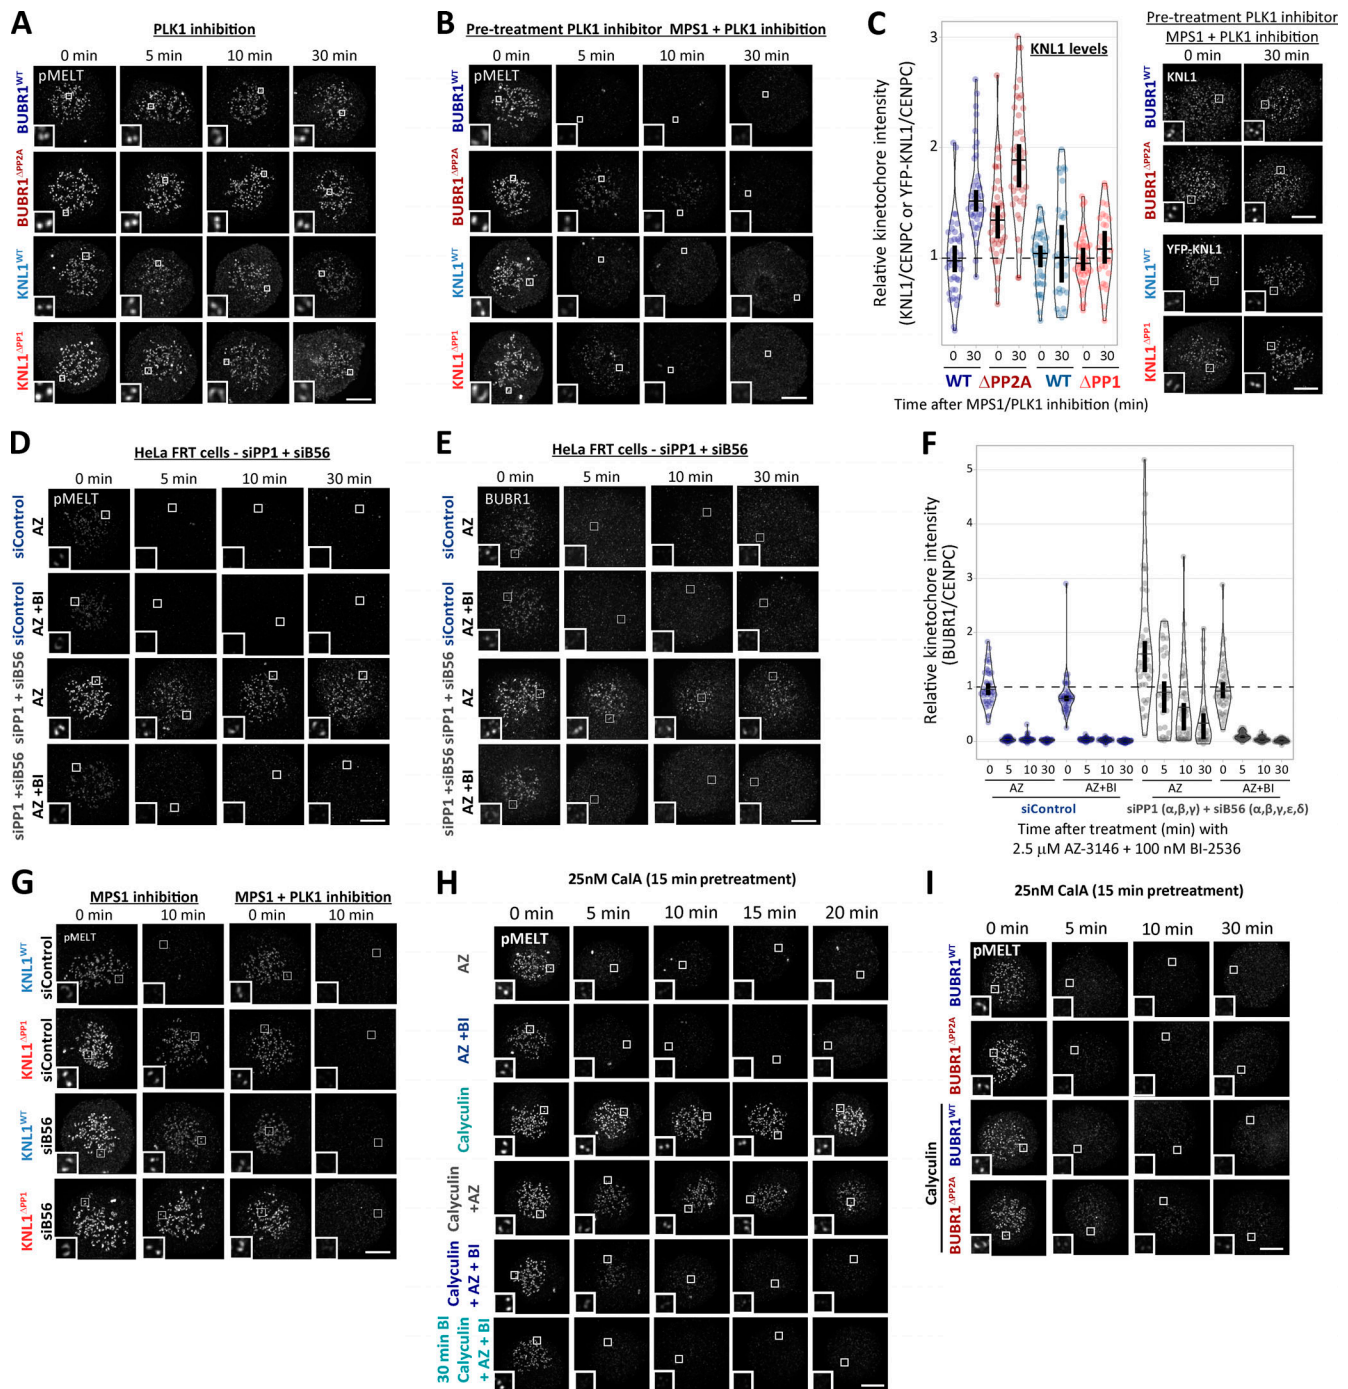 A
PLK1 inhibition
0 min 5 min 10 min 30 min
pMELT
BUBR1WT
BUBR1ΔPP2A
KNL1WT
KNL1ΔPP1
B
Pre-treatment PLK1 inhibitor MPS1 + PLK1 inhibition
0 min 5 min 10 min 30 min
pMELT
BUBR1WT
BUBR1ΔPP2A
KNL1WT
KNL1ΔPP1
C
KNL1 levels
Relative kinetochore intensity
(KNL1/CENPC or YFP-KNL1/CENPC)
3
2
1
0 30 0 30 0 30 0 30
WT ΔPP2A WT ΔPP1
Time after MPS1/PLK1 inhibition (min)
Pre-treatment PLK1 inhibitor
MPS1 + PLK1 inhibition
0 min 30 min
KNL1
BUBR1WT
BUBR1ΔPP2A
YFP-KNL1
KNL1WT
KNL1ΔPP1
D
HeLa FRT cells - siPP1 + siB56
0 min 5 min 10 min 30 min
pMELT
siControl
AZ
siControl
AZ +BI
siPP1 + siB56
AZ
siPP1 +siB56
AZ +BI
E
HeLa FRT cells - siPP1 + siB56
0 min 5 min 10 min 30 min
BUBR1
siControl
AZ
siControl
AZ +BI
siPP1 + siB56
AZ
siPP1 +siB56
AZ +BI
F
Relative kinetochore intensity
(BUBR1/CENPC)
5
4
3
2
1
0
0 5 10 30 0 5 10 30 0 5 10 30 0 5 10 30
AZ AZ+BI AZ AZ+BI
siControl siPP1 (α,β,γ) + siB56 (α,β,γ,ε,δ)
Time after treatment (min) with
2.5 μM AZ-3146 + 100 nM BI-2536
G
MPS1 inhibition MPS1 + PLK1 inhibition
0 min 10 min 0 min 10 min
pMELT
KNL1WT
siControl
KNL1ΔPP1
siControl
KNL1WT
siB56
KNL1ΔPP1
siB56
H
25nM CalA (15 min pretreatment)
0 min 5 min 10 min 15 min 20 min
pMELT
AZ
AZ +BI
Calyculin
Calyculin
+AZ
Calyculin
+ AZ + BI
30 min BI
Calyculin
+ AZ + BI
I
25nM CalA (15 min pretreatment)
0 min 5 min 10 min 30 min
pMELT
BUBR1WT
BUBR1ΔPP2A
Calyculin
BUBR1WT
BUBR1ΔPP2A